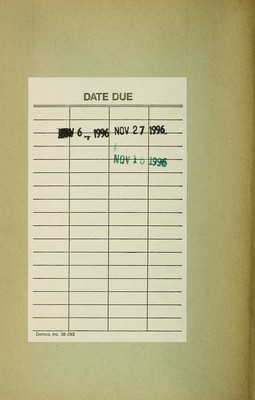 DATE DUE
6 1996 NOV 27 1996
NOV 1 1996
Demco, Inc. 38-293